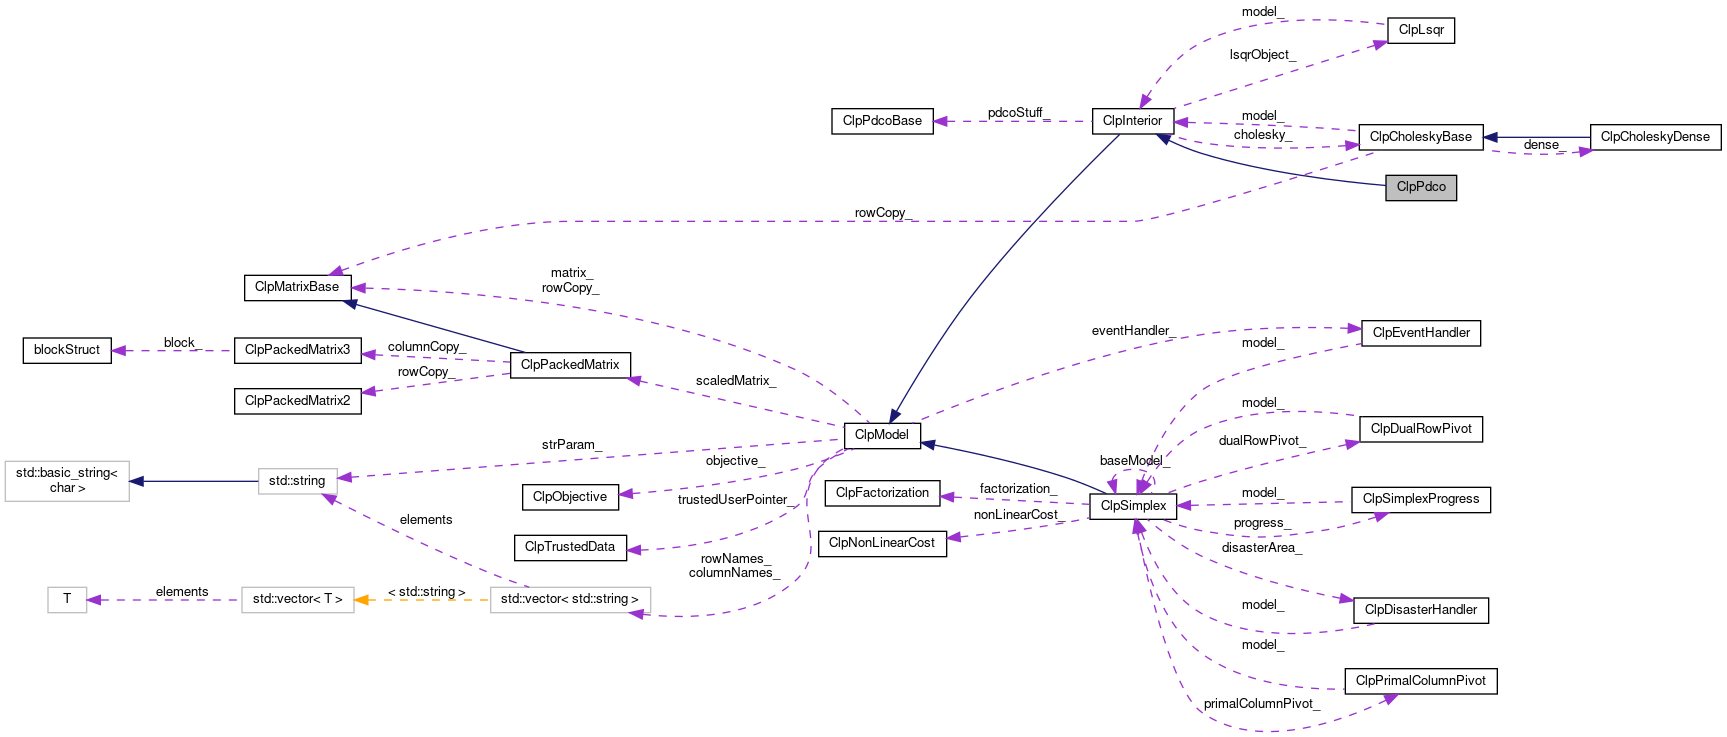 model_
ClpLsqr
lsqrObject_
ClpPdcoBase
pdcoStuff_
ClpInterior
model_
cholesky_
ClpCholeskyBase
dense_
ClpCholeskyDense
ClpPdco
rowCopy_
ClpMatrixBase
matrix_
rowCopy_
blockStruct
block_
ClpPackedMatrix3
columnCopy_
ClpPackedMatrix
rowCopy_
ClpPackedMatrix2
scaledMatrix_
eventHandler_
ClpEventHandler
model_
ClpModel
model_
ClpDualRowPivot
dualRowPivot_
baseModel_
strParam_
objective_
std::basic_string<
char >
std::string
ClpObjective
trustedUserPointer_
ClpFactorization
factorization_
ClpSimplex
model_
ClpSimplexProgress
progress_
nonLinearCost_
ClpNonLinearCost
elements
ClpTrustedData
disasterArea_
rowNames_
columnNames_
T
elements
std::vector< T >
< std::string >
std::vector< std::string >
ClpDisasterHandler
model_
model_
ClpPrimalColumnPivot
primalColumnPivot_